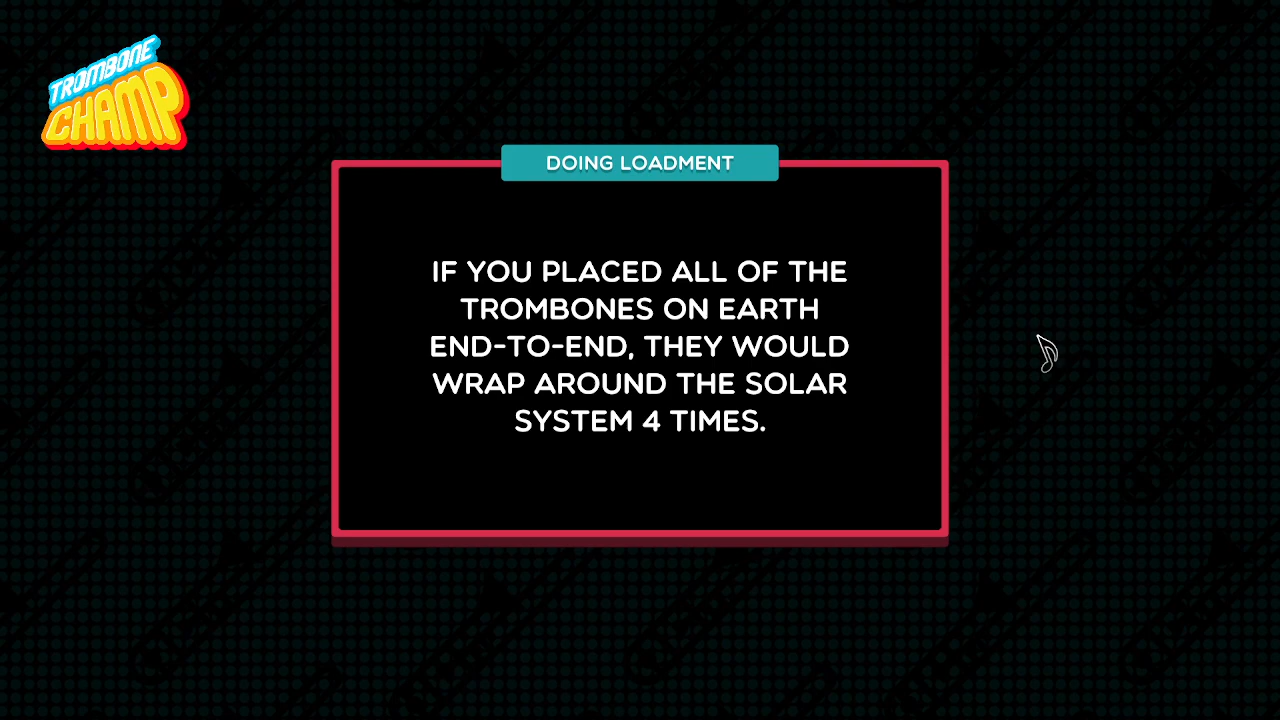 TROMBONE
CHAMP
DOING LOADMENT
IF YOU PLACED ALL OF THE
TROMBONES ON EARTH
END-TO-END, THEY WOULD
WRAP AROUND THE SOLAR
SYSTEM 4 TIMES.